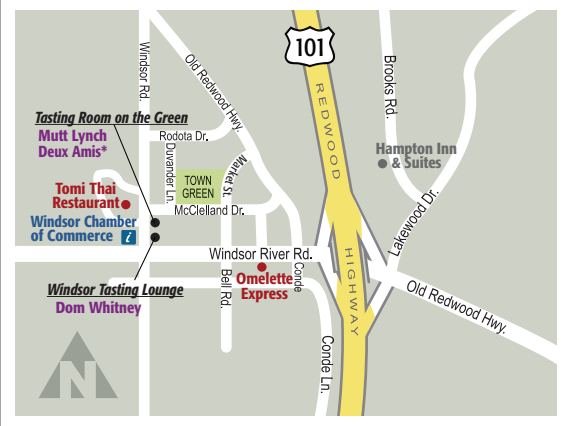 101
REDWOOD
HIGHWAY
Windsor Rd.
Old Redwood Hwy.
Brooks Rd.
Tasting Room on the Green
Mutt Lynch
Deux Amis*
Rodota Dr.
Duvander Ln.
Market St.
TOWN
GREEN
Hampton Inn
& Suites
Tomi Thai
Restaurant
McClelland Dr.
Lakewood Dr.
Windsor Chamber
of Commerce i
Windsor River Rd.
Omelette
Express
Conde
Bell Rd.
Windsor Tasting Lounge
Dom Whitney
Old Redwood Hwy.
Conde Ln.
N